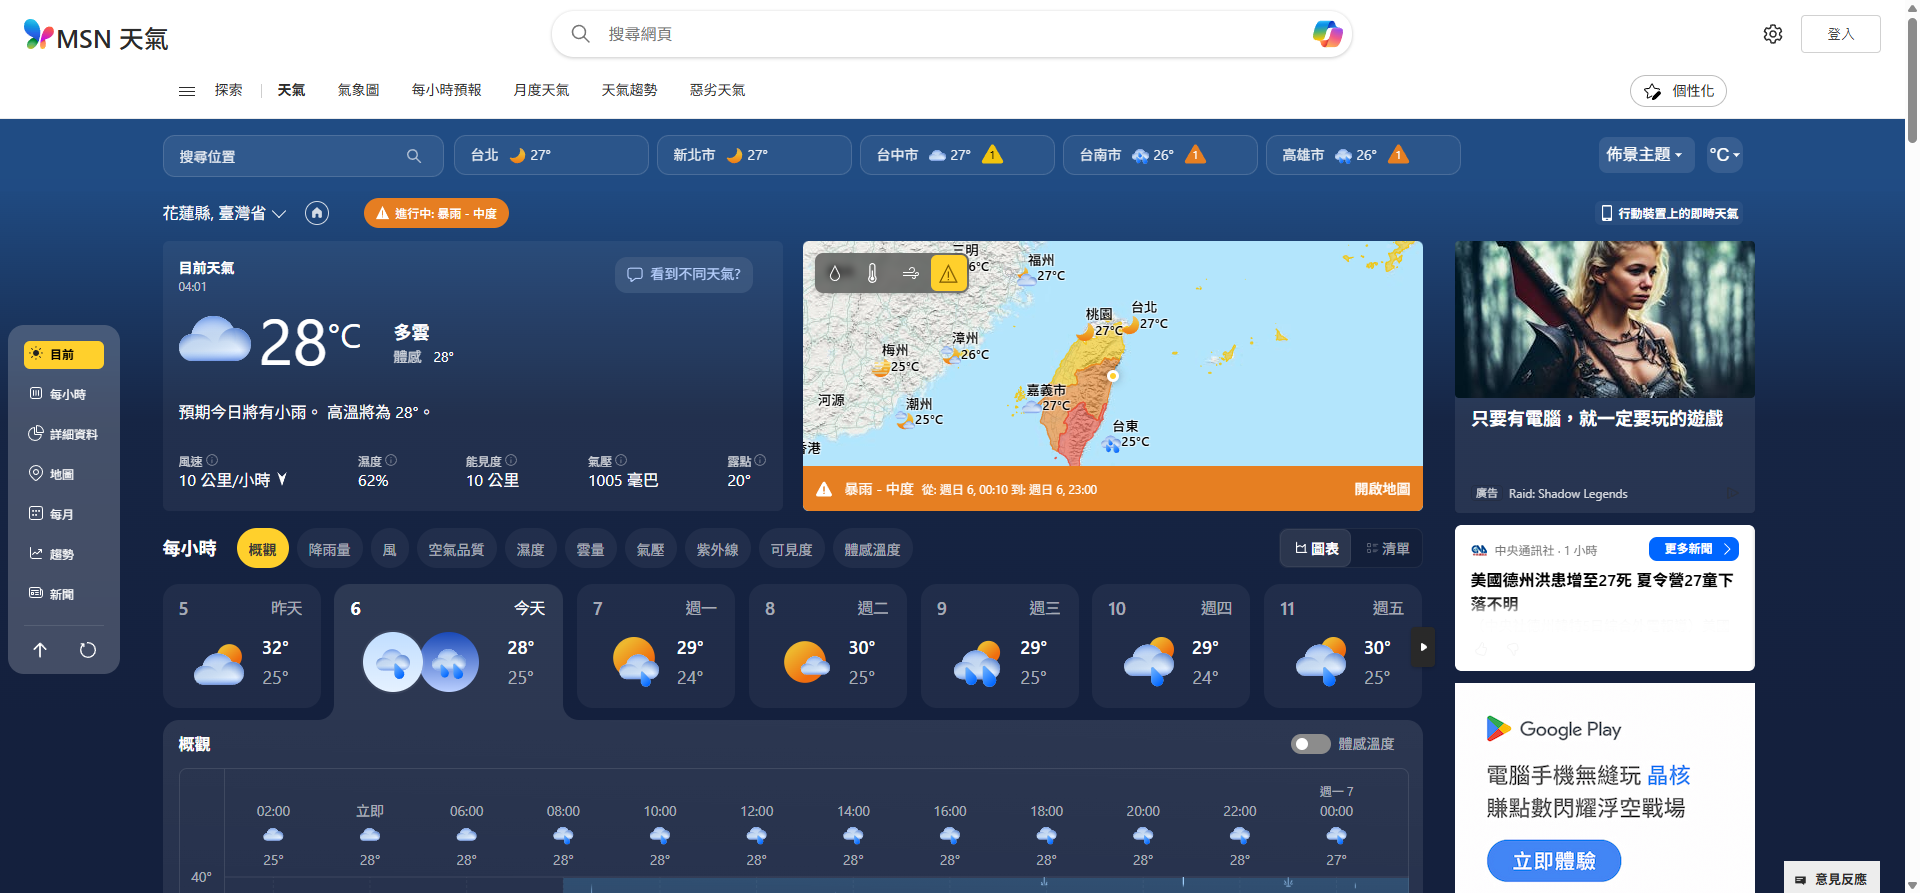 MSN 天氣
搜尋網頁
登入
探索
天氣
氣象圖
每小時預報
月度天氣
天氣趨勢
惡劣天氣
個性化
搜尋位置
台北 27°
新北市 27°
台中市 27° 1
台南市 26° 1
高雄市 26° 1
佈景主題
°C
花蓮縣, 臺灣省
進行中: 暴雨 - 中度
行動裝置上的即時天氣
目前天氣
04:01
看到不同天氣?
28°C
多雲
體感 28°
預期今日將有小雨。 高溫將為 28°。
風速
10 公里/小時
濕度
62%
能見度
10 公里
氣壓
1005 毫巴
露點
20°
目前
每小時
詳細資料
地圖
每月
趨勢
新聞
三明
6°C
福州
27°C
台北
27°C
桃園
27°C
漳州
26°C
梅州
25°C
嘉義市
27°C
河源
潮州
25°C
台東
25°C
港
暴雨 - 中度 從: 週日 6, 00:10 到: 週日 6, 23:00
開啟地圖
只要有電腦，就一定要玩的遊戲
廣告 Raid: Shadow Legends
每小時
概觀
降雨量
風
空氣品質
濕度
雲量
氣壓
紫外線
可見度
體感溫度
圖表
清單
5 昨天
32°
25°
6 今天
28°
25°
7 週一
29°
24°
8 週二
30°
25°
9 週三
29°
25°
10 週四
29°
24°
11 週五
30°
25°
中央通訊社 · 1 小時
更多新聞
美國德州洪患增至27死 夏令營27童下
落不明
概觀
體感溫度
週一 7
02:00 立即 06:00 08:00 10:00 12:00 14:00 16:00 18:00 20:00 22:00 00:00
25° 28° 28° 28° 28° 28° 28° 28° 28° 28° 28° 27°
40°
Google Play
電腦手機無縫玩 晶核
賺點數閃耀浮空戰場
立即體驗
意見反應